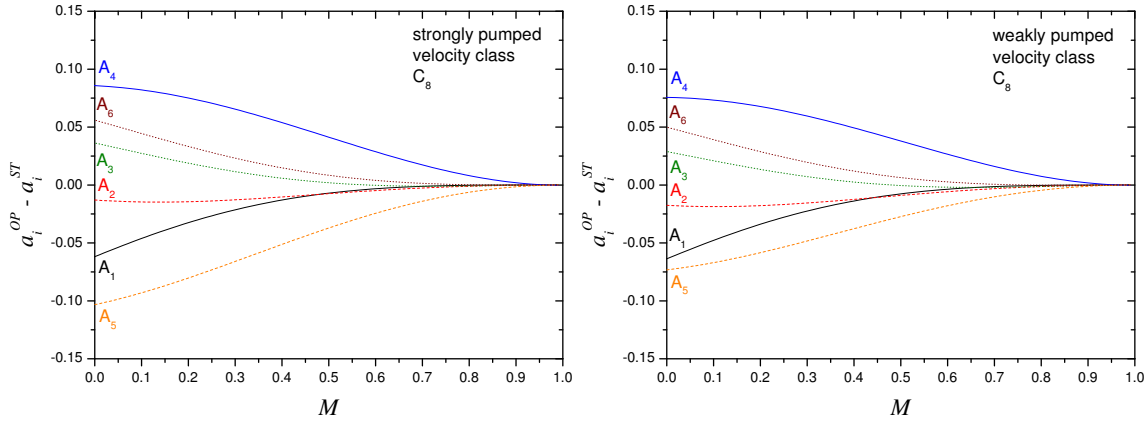 strongly pumped
velocity class
C8
0.15
0.10
0.05
0.00
-0.05
-0.10
-0.15
A4
A6
A3
A2
A1
A5
a_i^OP - a_i^ST
0.0 0.1 0.2 0.3 0.4 0.5 0.6 0.7 0.8 0.9 1.0
M
weakly pumped
velocity class
C8
0.15
0.10
0.05
0.00
-0.05
-0.10
-0.15
A4
A6
A3
A2
A1
A5
a_i^OP - a_i^ST
0.0 0.1 0.2 0.3 0.4 0.5 0.6 0.7 0.8 0.9 1.0
M